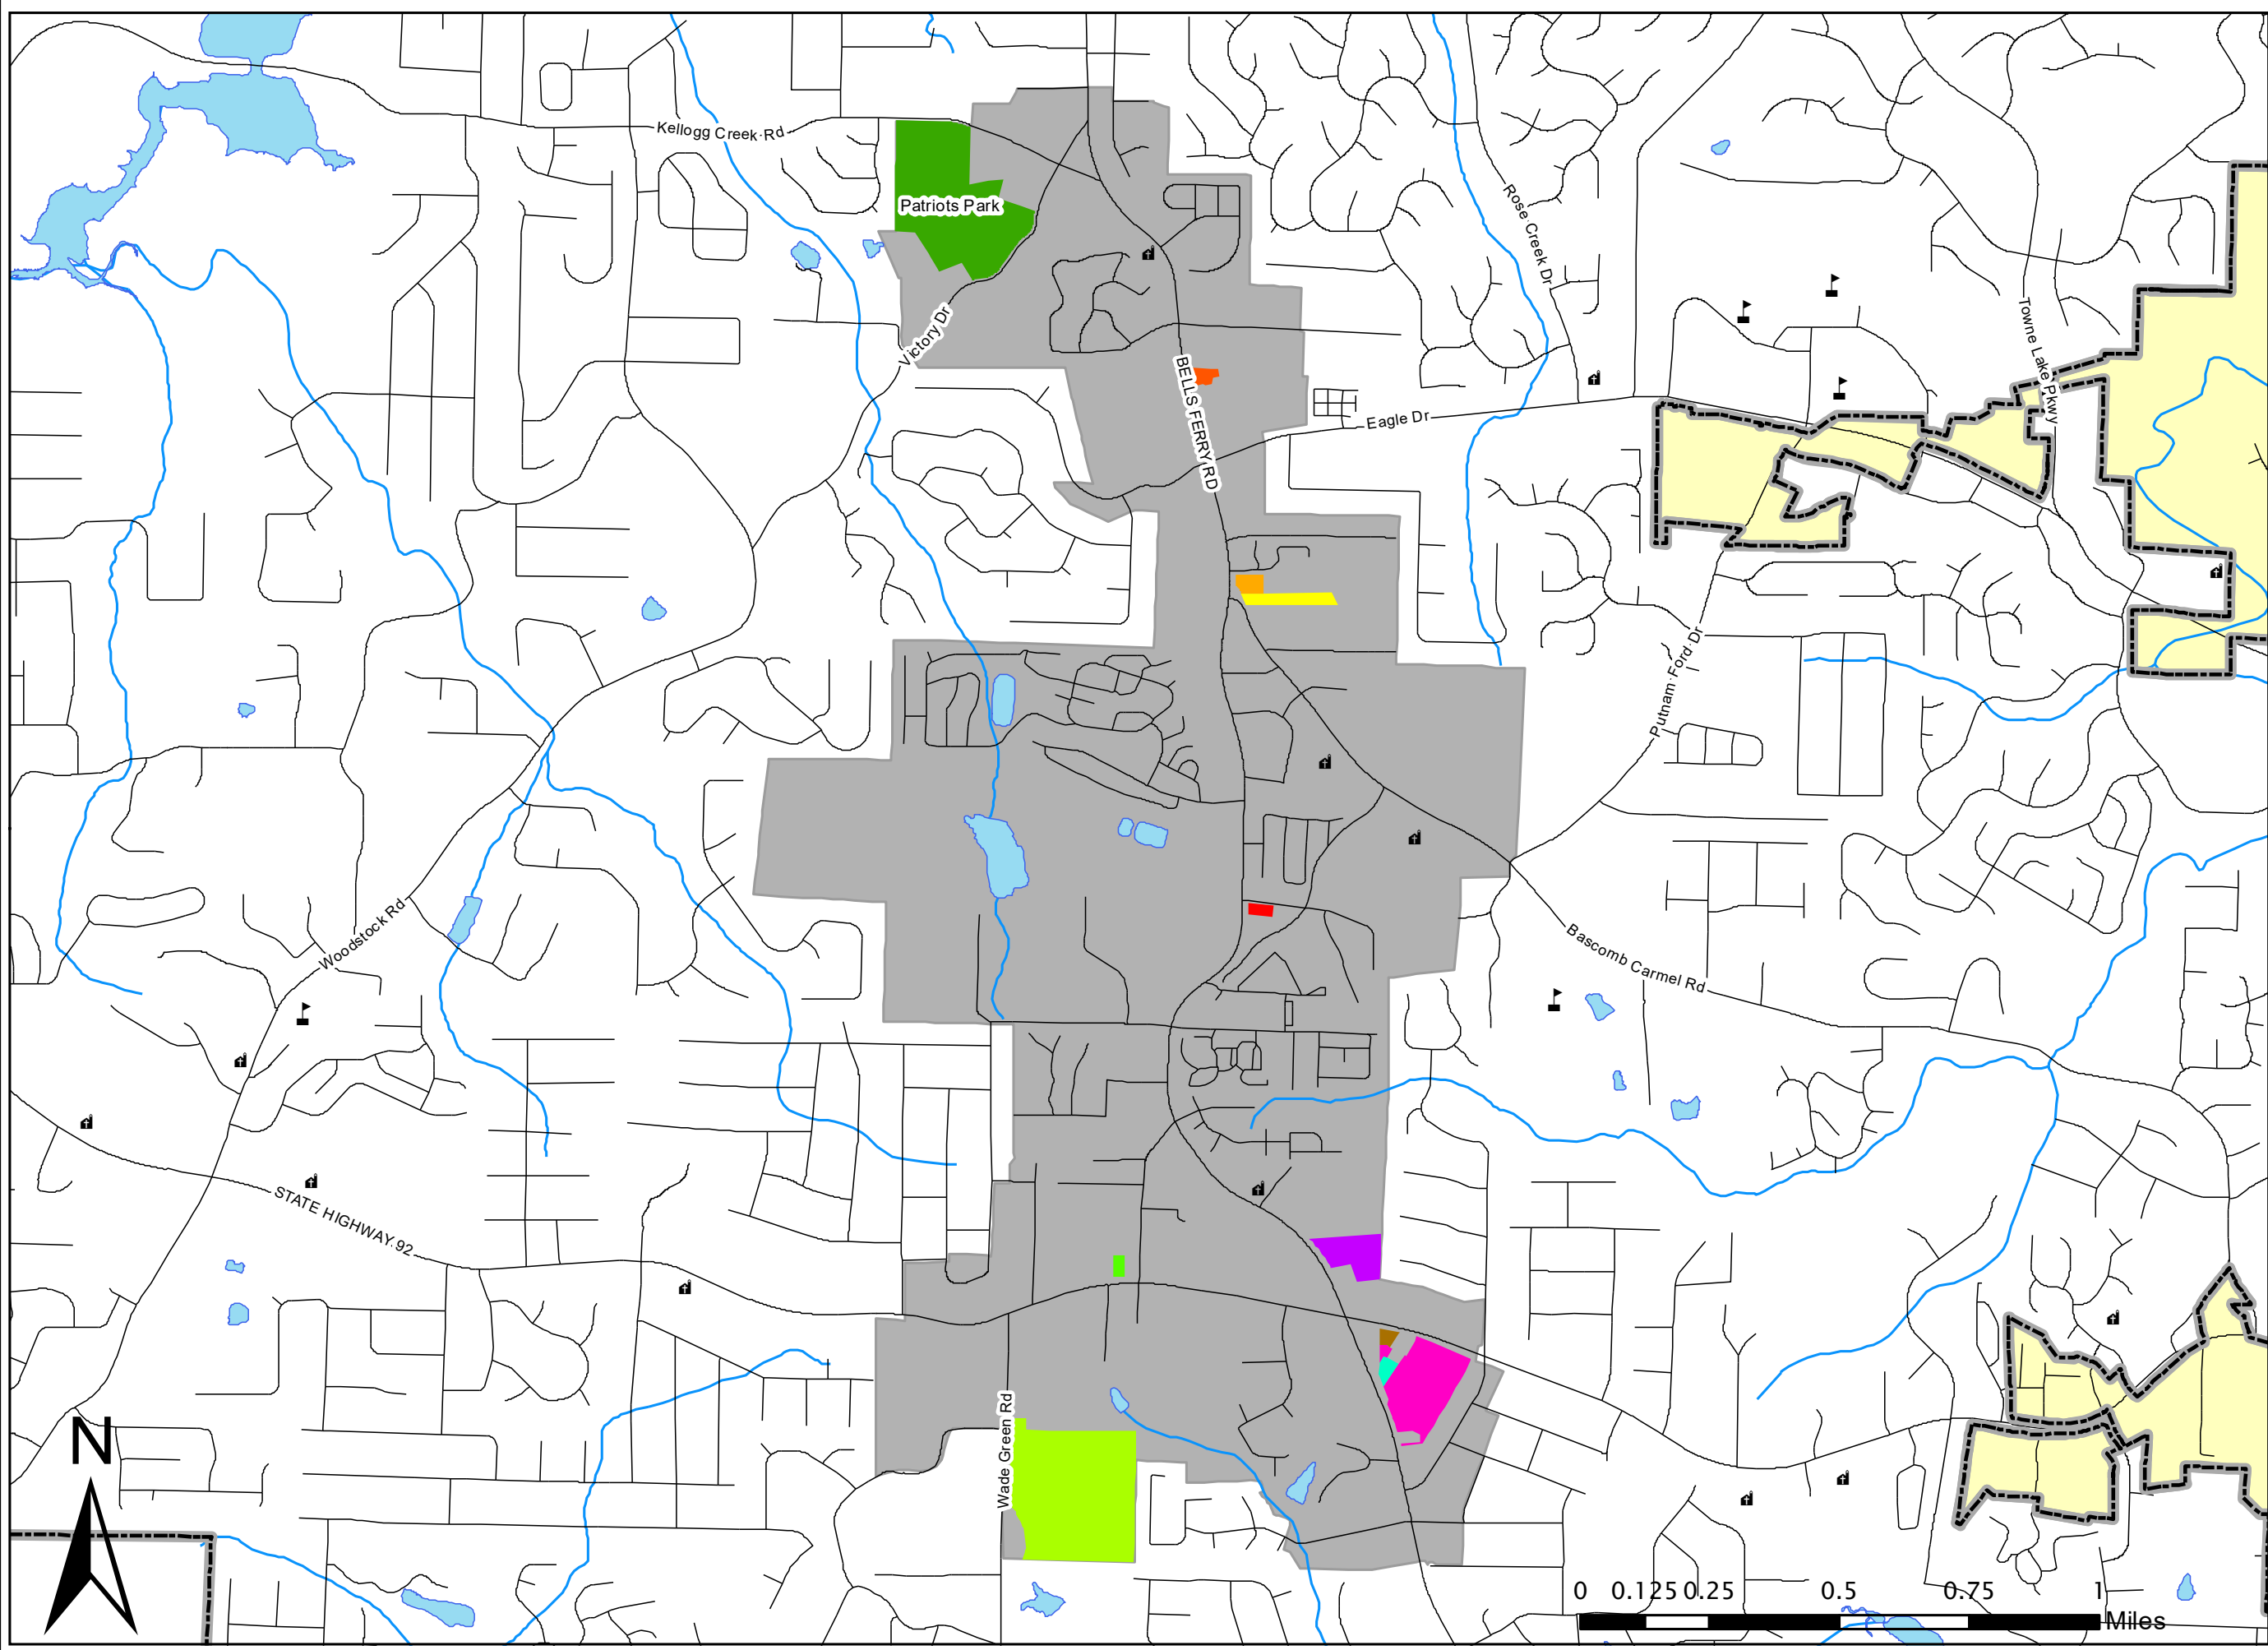 Kellogg Creek Rd
Patriots Park
Rose Creek Dr
Victory Dr
BELLS FERRY RD
Towne Lake Pkwy
Eagle Dr
Putnam Ford Dr
Woodstock Rd
Bascomb Carmel Rd
STATE HIGHWAY 92
Wade Green Rd
N
0 0.125 0.25 0.5 0.75 1
Miles